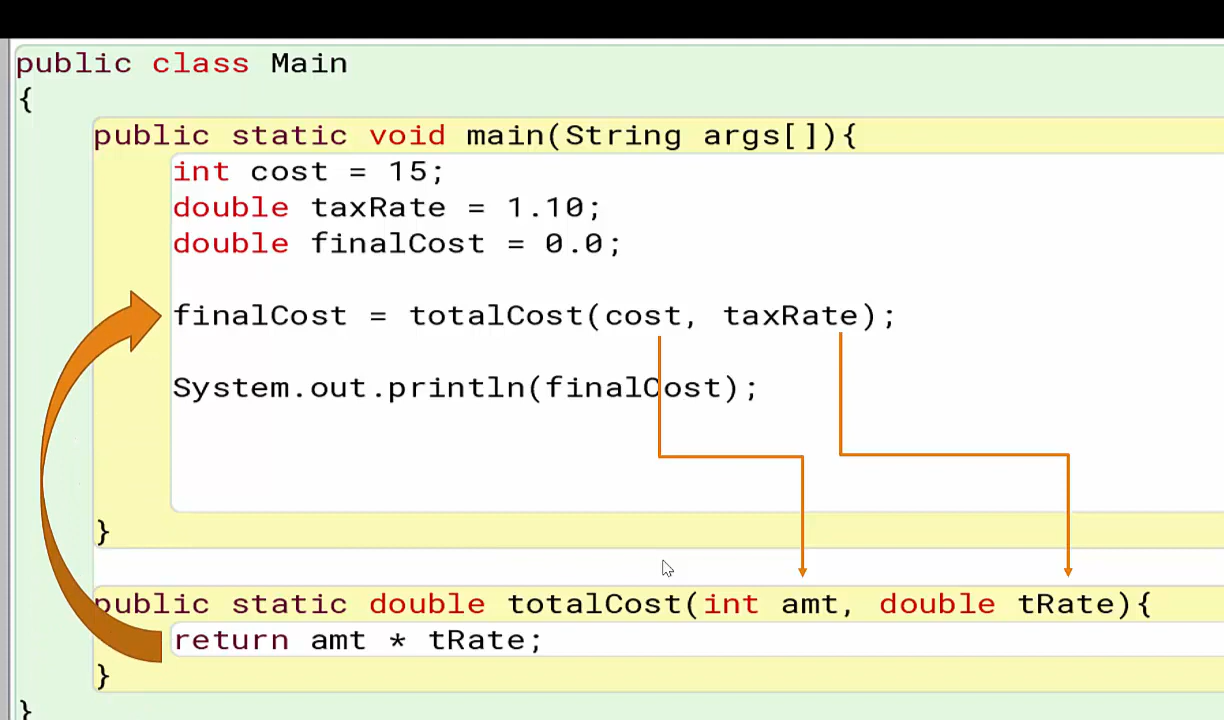 public class Main
{
public static void main(String args[]){
int cost = 15;
double taxRate = 1.10;
double finalCost = 0.0;
finalCost = totalCost(cost, taxRate);
System.out.println(finalCost);
}
public static double totalCost(int amt, double tRate){
return amt * tRate;
}
}